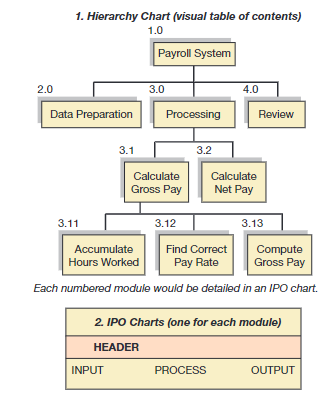 1. Hierarchy Chart (visual table of contents)
1.0
Payroll System
2.0
3.0
4.0
Data Preparation
Processing
Review
3.1
3.2
Calculate
Gross Pay
Calculate
Net Pay
3.11
3.12
3.13
Accumulate
Hours Worked
Find Correct
Pay Rate
Compute
Gross Pay
Each numbered module would be detailed in an IPO chart.
2. IPO Charts (one for each module)
HEADER
INPUT PROCESS OUTPUT